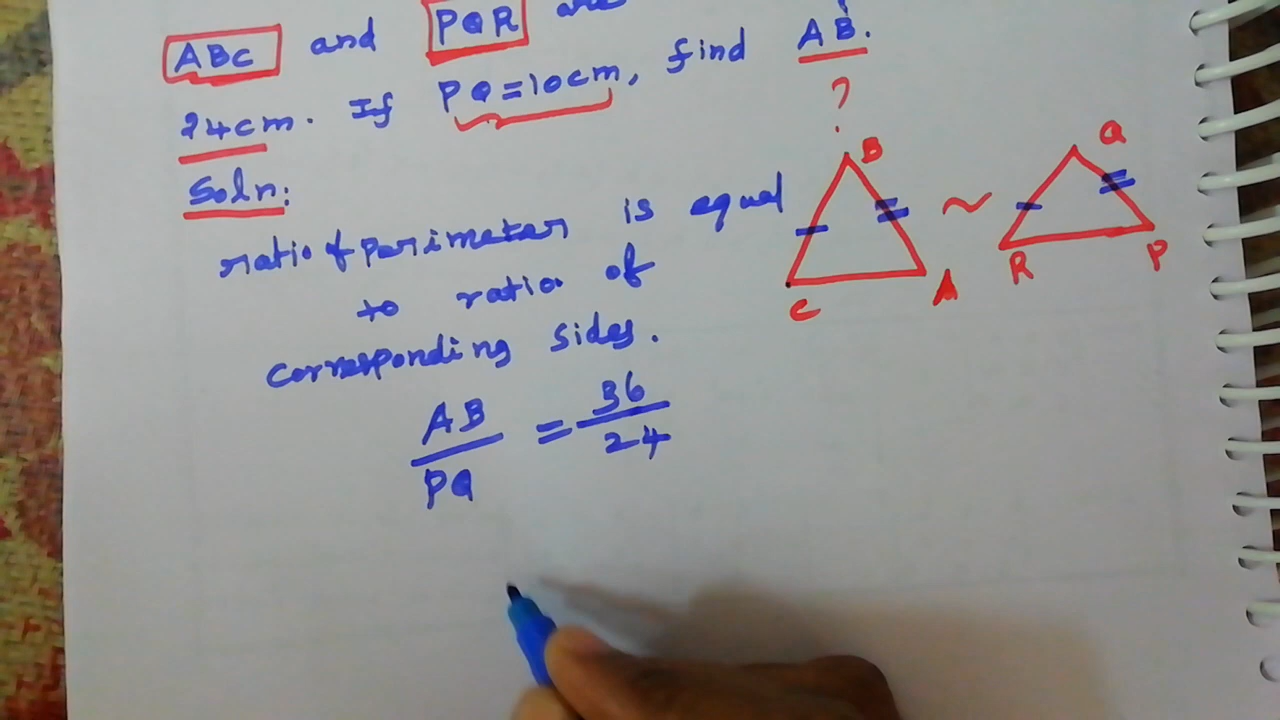 ABC and PQR are
24cm. If PQ=10cm, find AB.
?
Soln:
ratio of perimeter is equal
to ratio of
corresponding sides.
AB/PQ = 36/24
B
C
A
~
Q
R
P